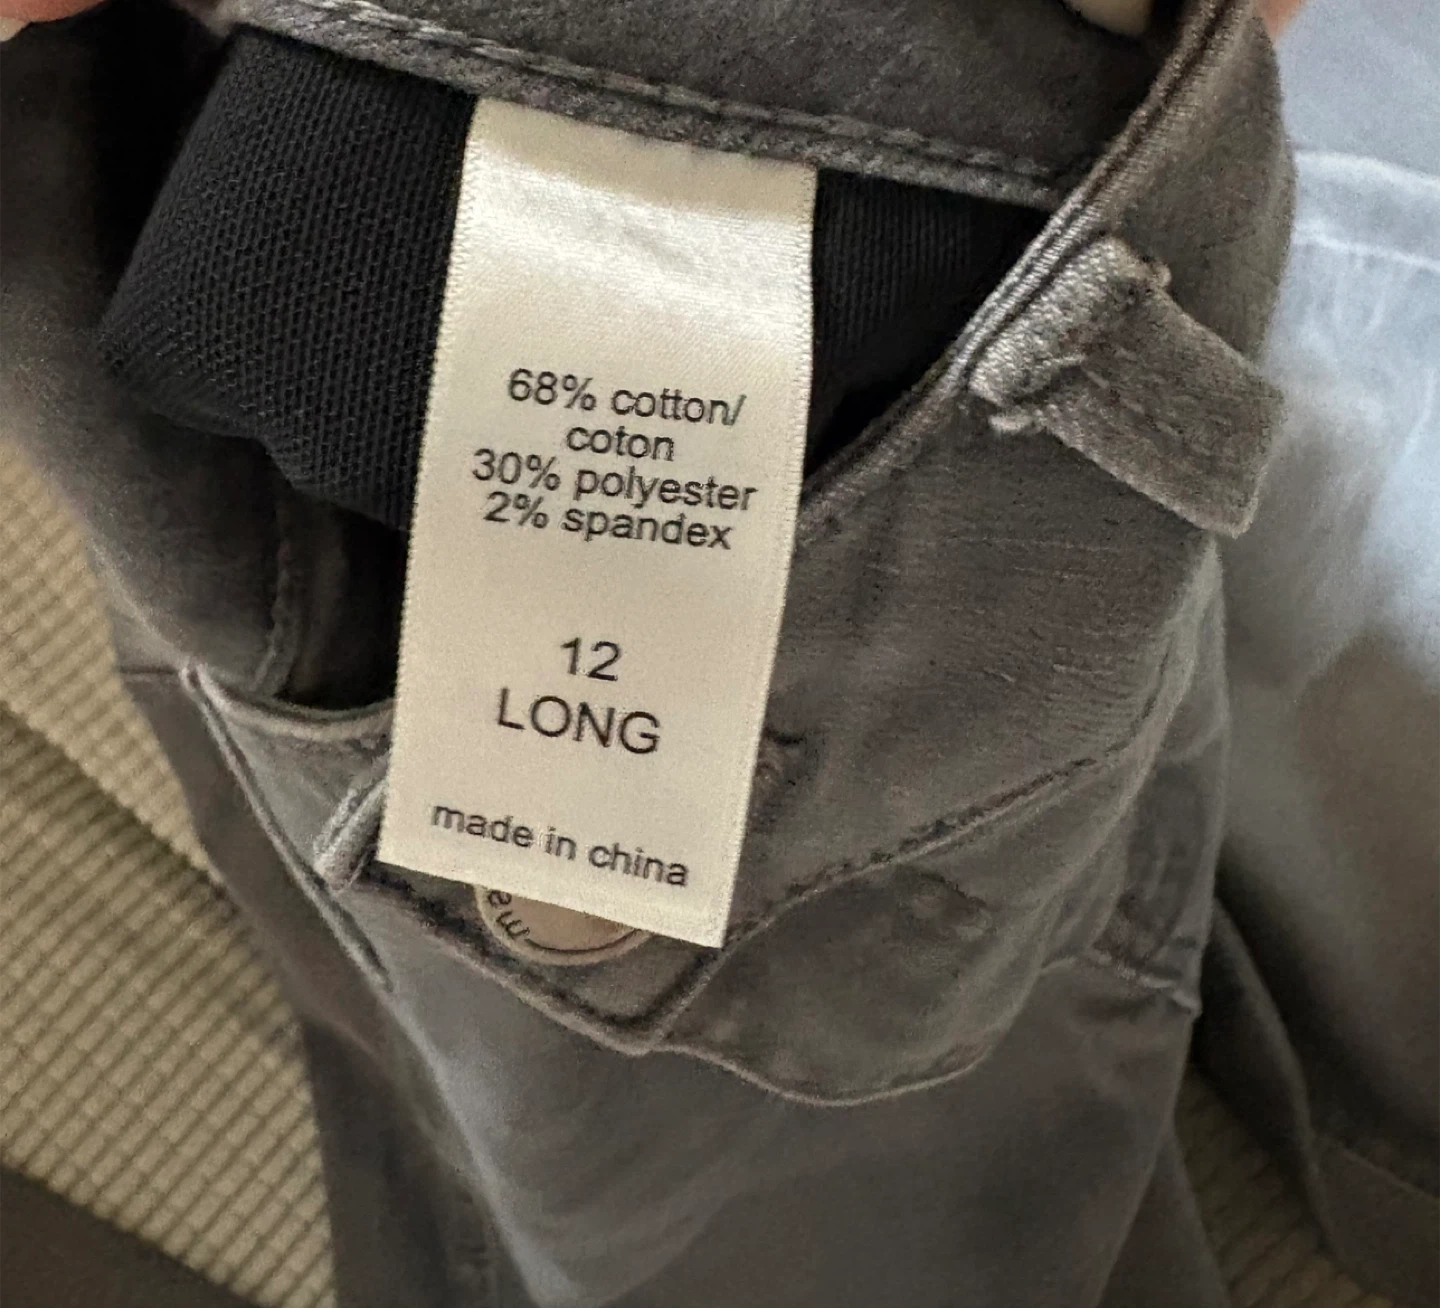 68% cotton/
coton
30% polyester
2% spandex
12
LONG
made in china